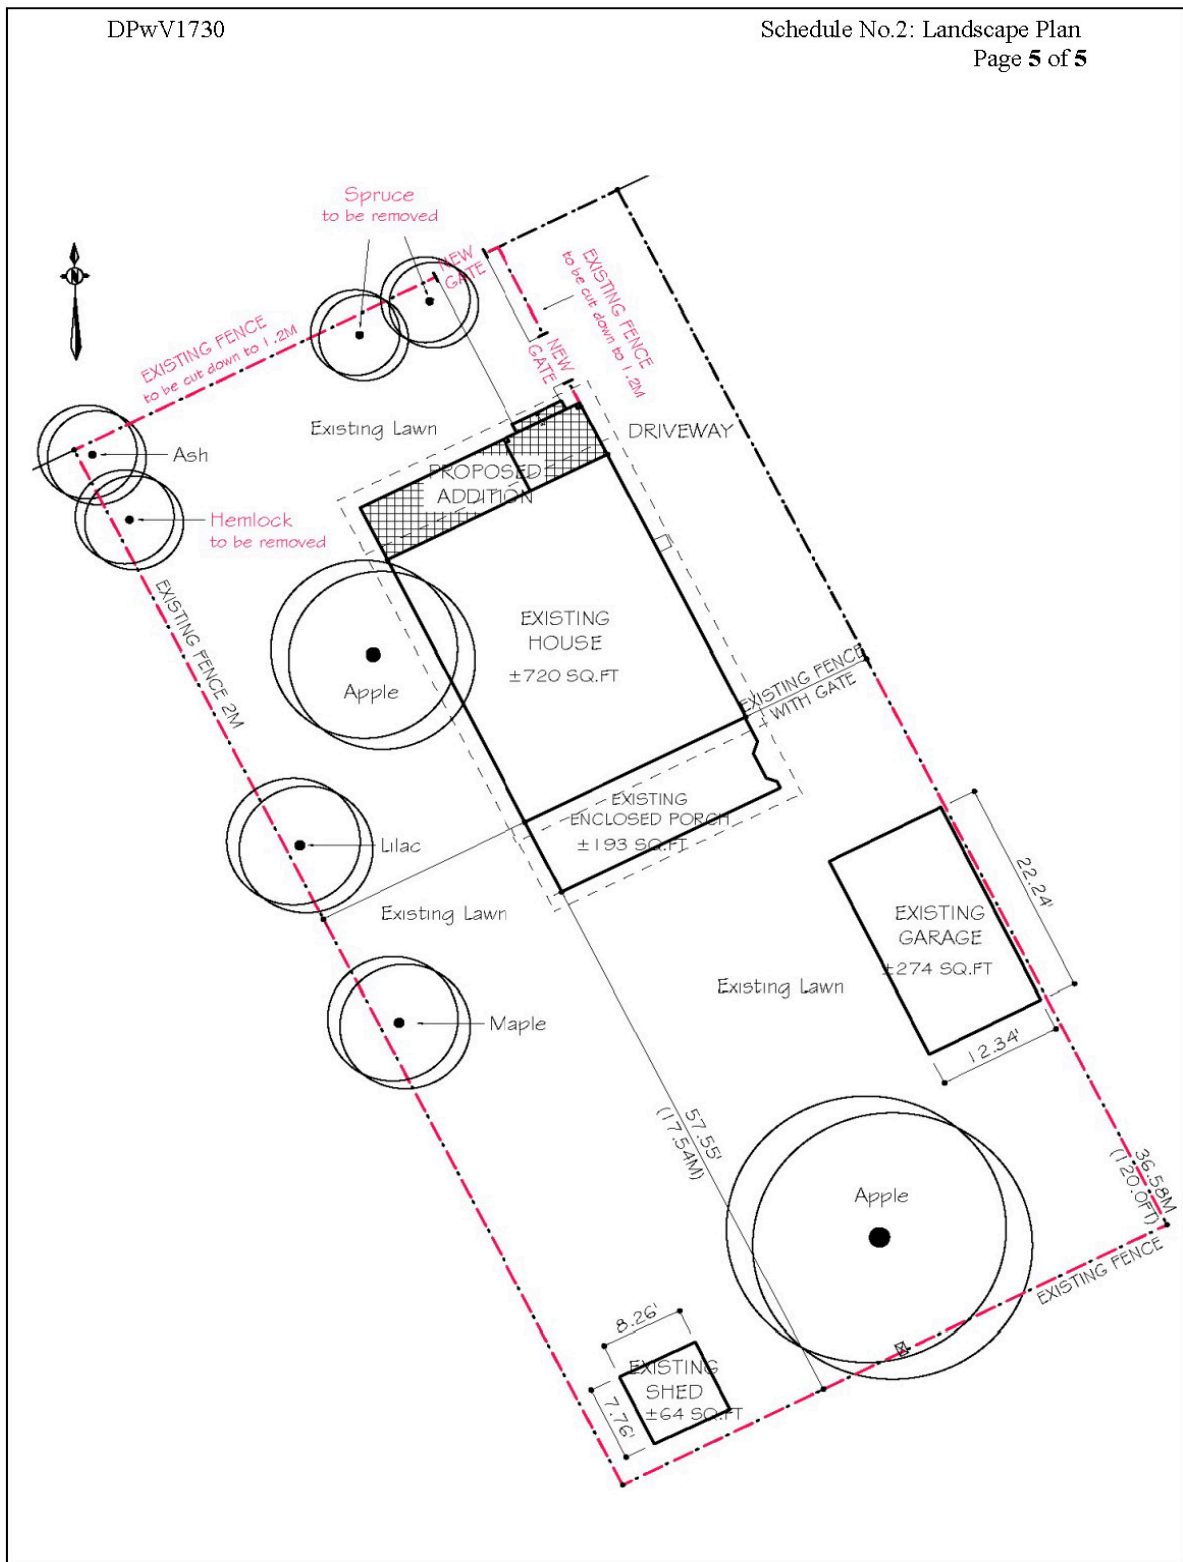 DPwV1730
Schedule No.2: Landscape Plan
Page 5 of 5
Spruce
to be removed
N
NEW
GATE
EXISTING FENCE
to be cut down to 1.2M
EXISTING FENCE
to be cut down to 1.2M
NEW
GATE
Existing Lawn
DRIVEWAY
Ash
PROPOSED
ADDITION
Hemlock
to be removed
EXISTING FENCE 2M
EXISTING
HOUSE
±720 SQ.FT
Apple
EXISTING FENCE
WITH GATE
EXISTING
ENCLOSED PORCH
±193 SQ.FT
Lilac
Existing Lawn
22.24'
EXISTING
GARAGE
±274 SQ.FT
Existing Lawn
Maple
12.34'
57.55'
(17.54M)
36.58M
(120.0FT)
Apple
EXISTING FENCE
8.26'
EXISTING
SHED
±64 SQ.FT
7.76'